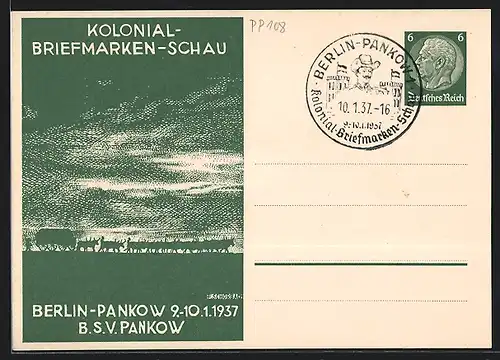 KOLONIAL-
BRIEFMARKEN-SCHAU
PP108
BERLIN-PANKOW 1
10.1.37.-16
9.-10.1.1937
Kolonial-Briefmarken-Schau
6 6
Deutsches Reich
BERLIN-PANKOW 9.-10.1.1937
B.S.V. PANKOW